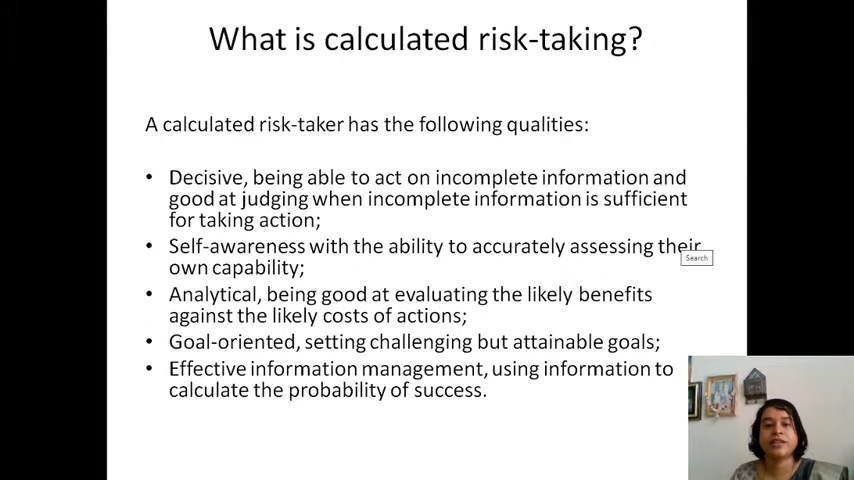 What is calculated risk-taking?
A calculated risk-taker has the following qualities:
• Decisive, being able to act on incomplete information and
good at judging when incomplete information is sufficient
for taking action;
• Self-awareness with the ability to accurately assessing their
own capability;
Search
• Analytical, being good at evaluating the likely benefits
against the likely costs of actions;
• Goal-oriented, setting challenging but attainable goals;
• Effective information management, using information to
calculate the probability of success.